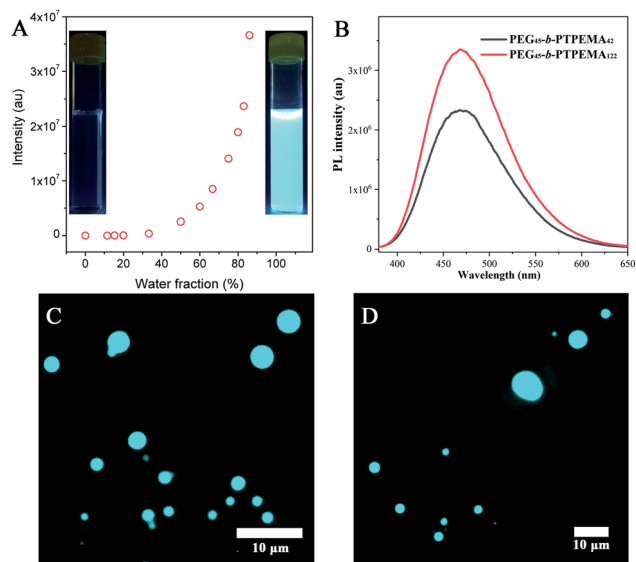 A
Intensity (au)
4x10⁷
3x10⁷
2x10⁷
1x10⁷
0
0 20 40 60 80 100
Water fraction (%)
B
PEG₄₅-b-PTPEMA₄₂
PEG₄₅-b-PTPEMA₁₂₂
PL intensity (au)
3x10⁶
2x10⁶
1x10⁶
0
400 450 500 550 600 650
Wavelength (nm)
C
10 µm
D
10 µm